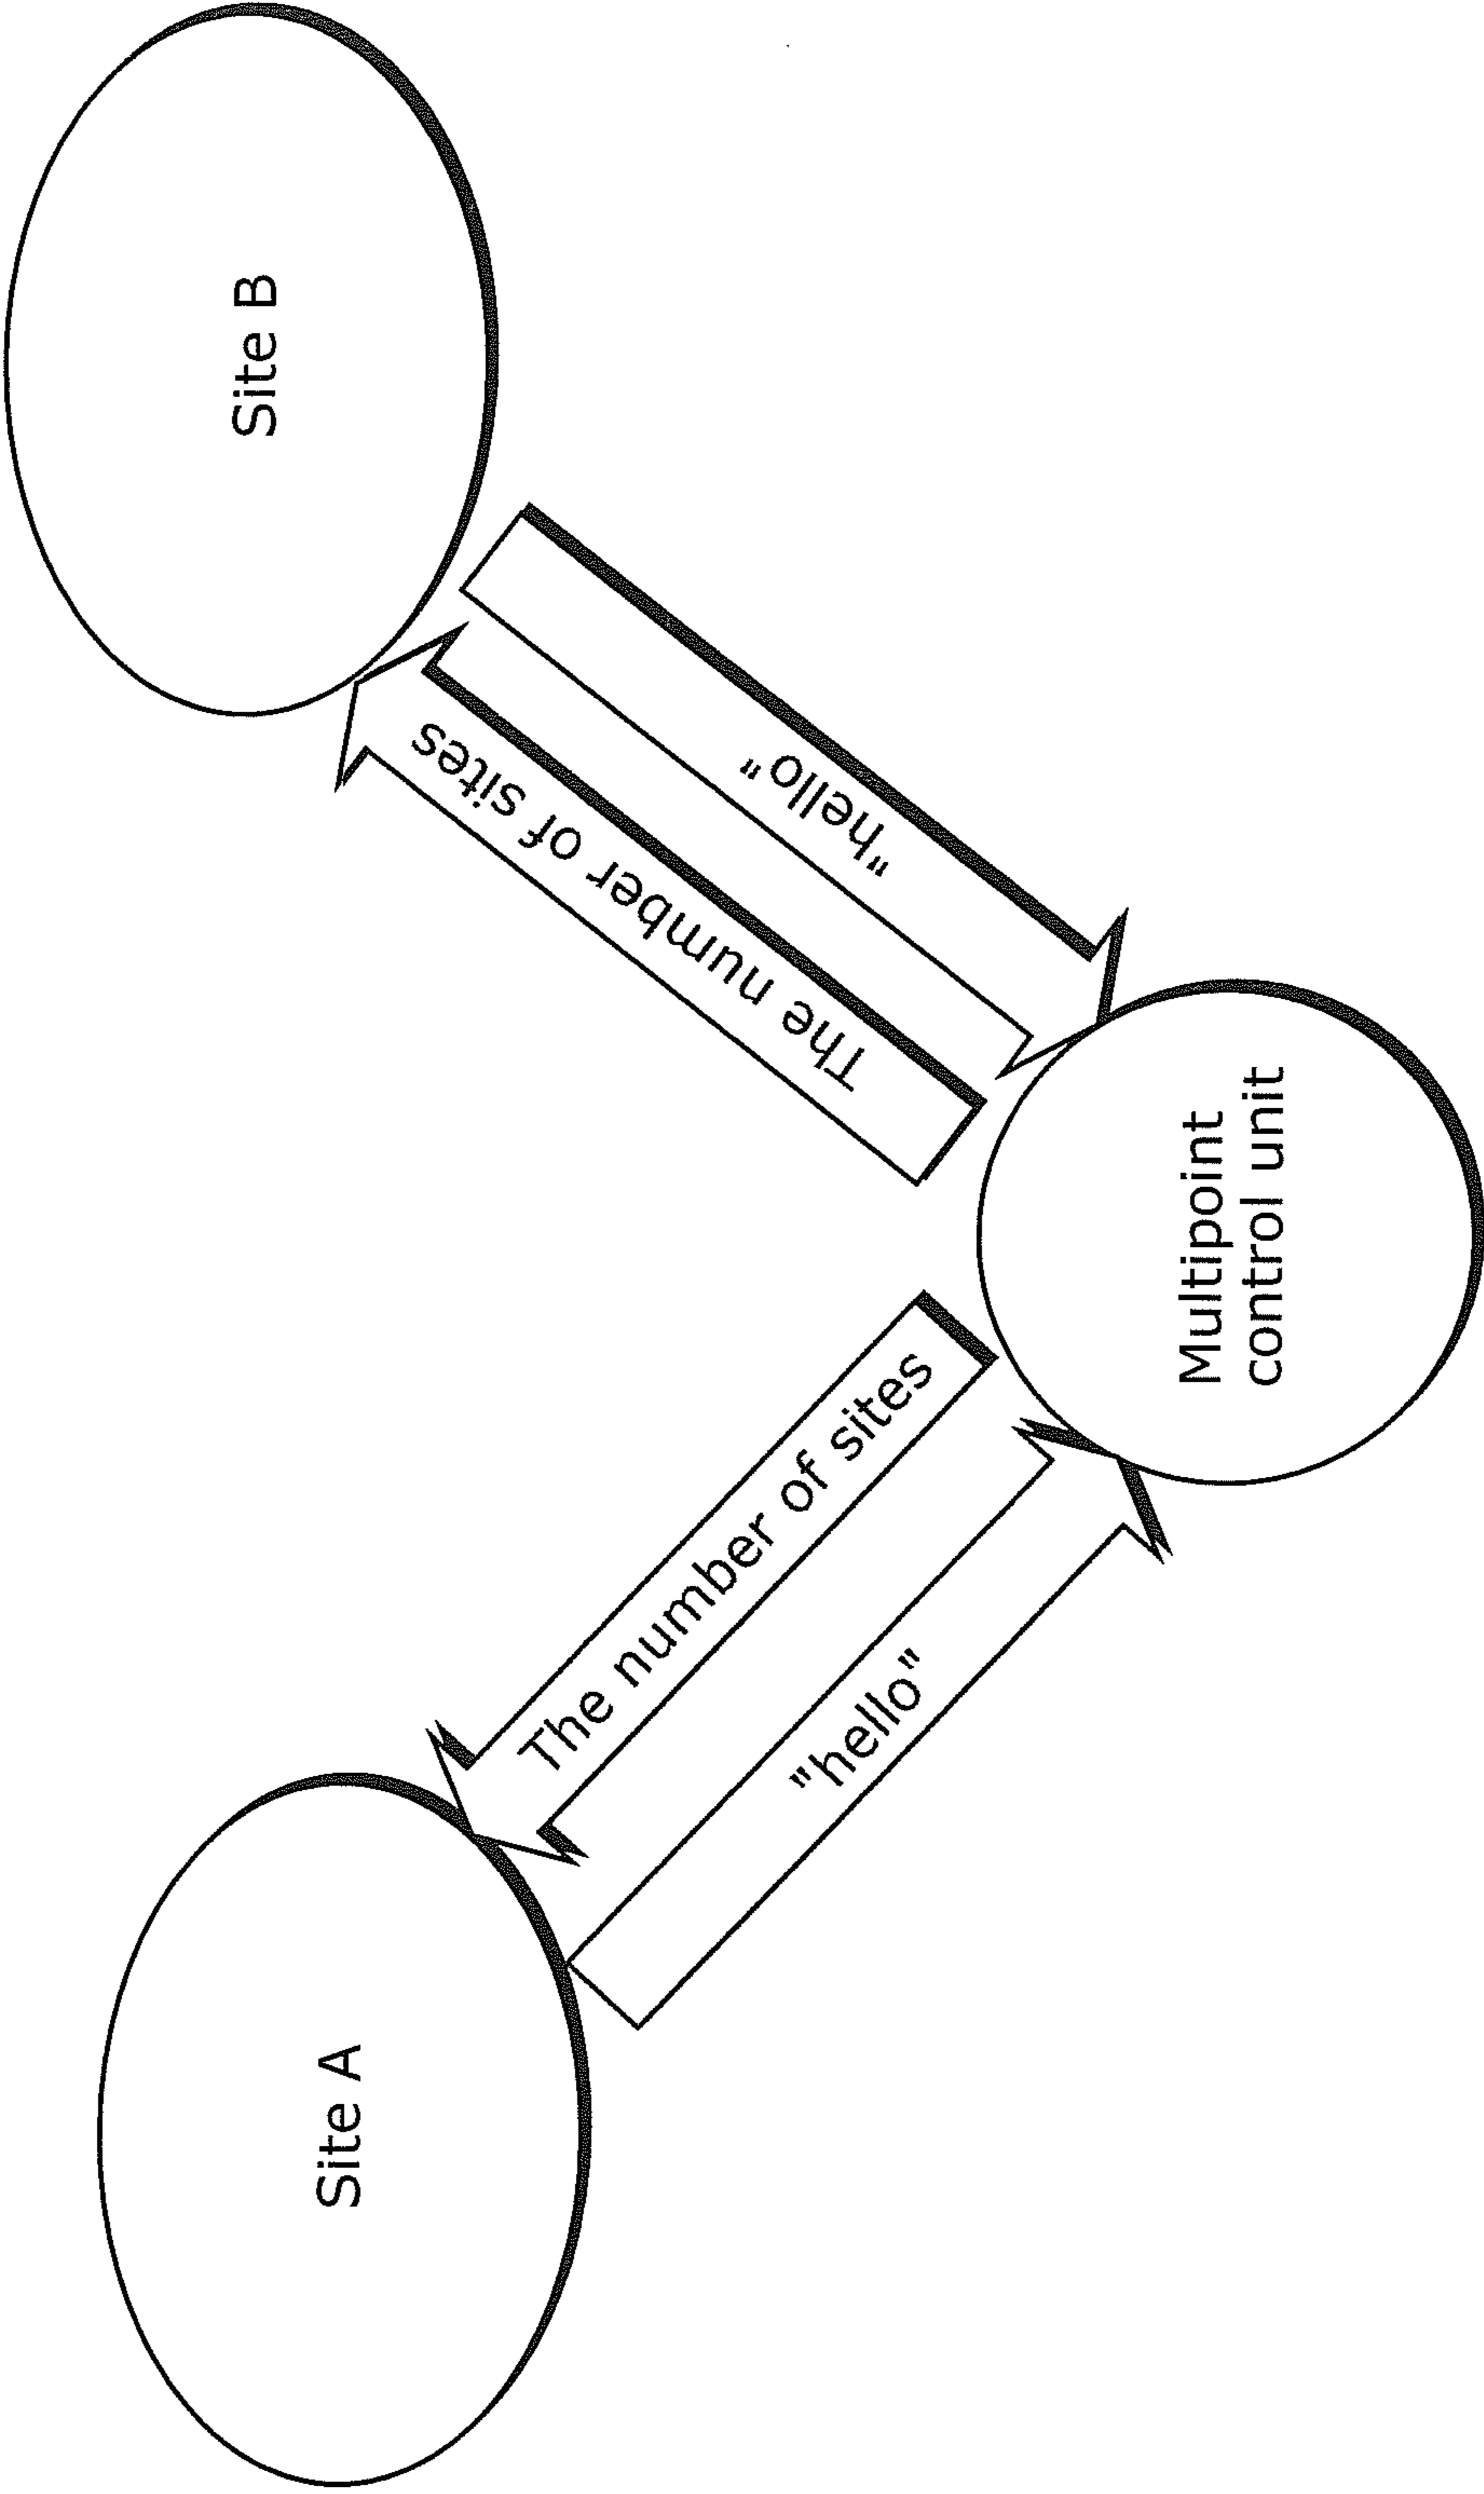 Site A
Site B
The number of sites
"hello"
The number of sites
"hello"
Multipoint
control unit